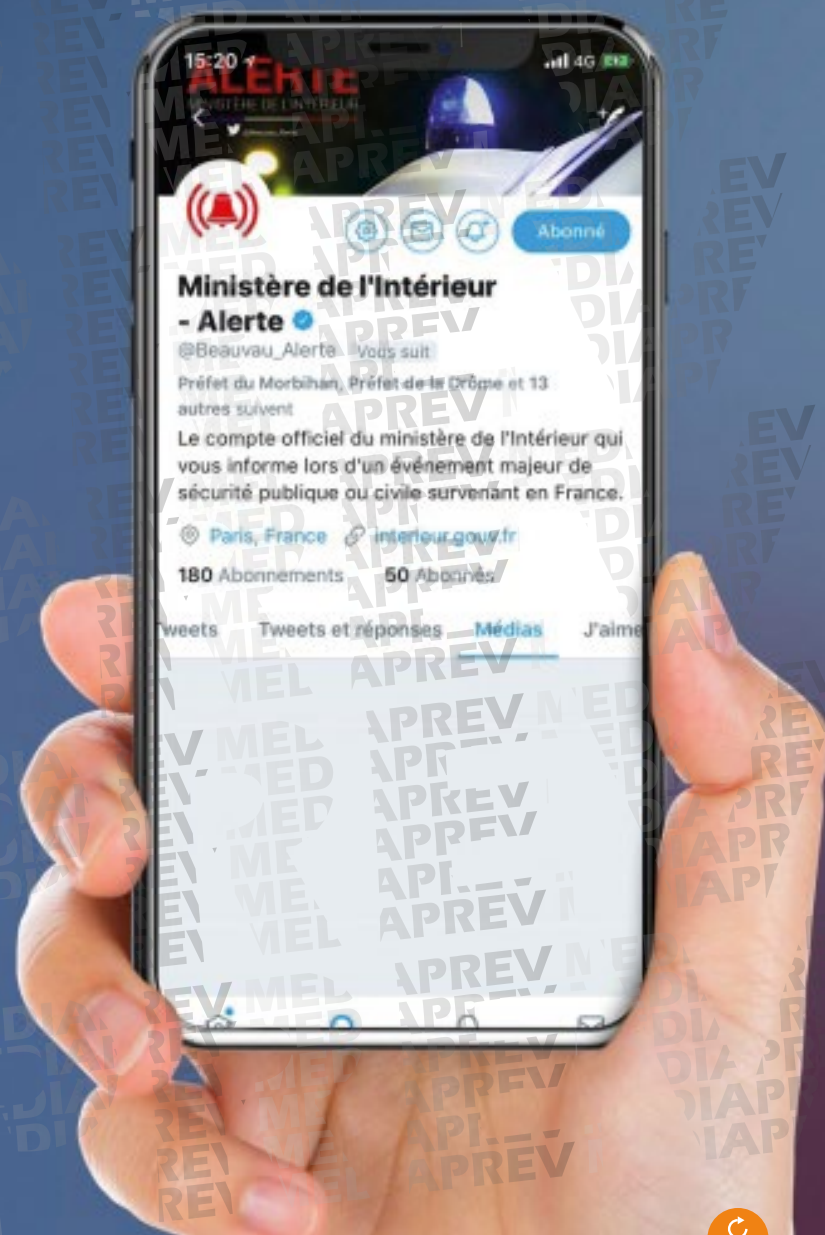 15:20
4G
ALERTE
MINISTÈRE DE L'INTÉRIEUR
Abonné
Ministère de l'Intérieur
- Alerte
@Beauvau_Alerte Vous suit
Préfet du Morbihan, Préfet de la Drôme et 13
autres suivent
Le compte officiel du ministère de l'Intérieur qui
vous informe lors d'un événement majeur de
sécurité publique ou civile survenant en France.
Paris, France interieur.gouv.fr
180 Abonnements 50 Abonnés
Tweets Tweets et réponses Médias J'aime